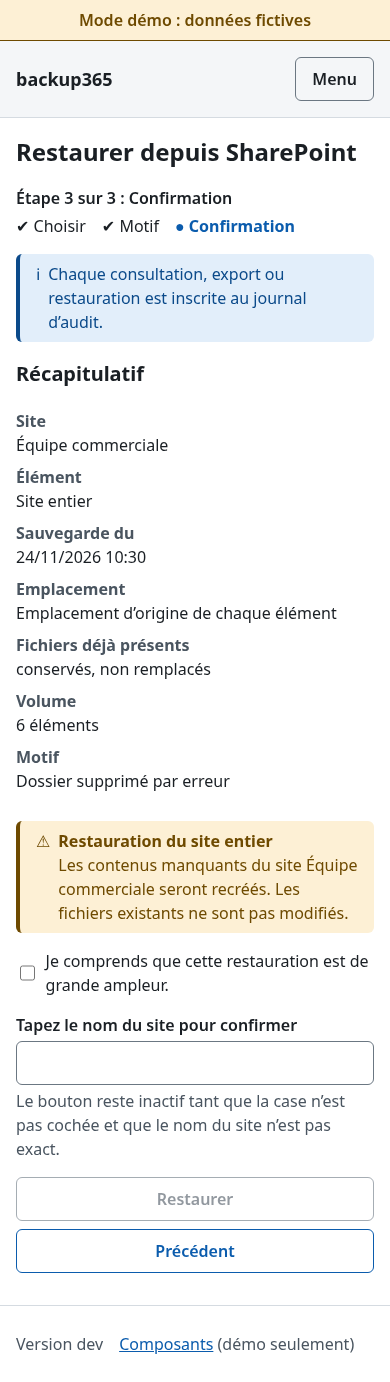 Mode démo : données fictives
backup365
Menu
Restaurer depuis SharePoint
Étape 3 sur 3 : Confirmation
✔ Choisir ✔ Motif ● Confirmation
i Chaque consultation, export ou
restauration est inscrite au journal
d’audit.
Récapitulatif
Site
Équipe commerciale
Élément
Site entier
Sauvegarde du
24/11/2026 10:30
Emplacement
Emplacement d’origine de chaque élément
Fichiers déjà présents
conservés, non remplacés
Volume
6 éléments
Motif
Dossier supprimé par erreur
⚠ Restauration du site entier
Les contenus manquants du site Équipe
commerciale seront recréés. Les
fichiers existants ne sont pas modifiés.
Je comprends que cette restauration est de
grande ampleur.
Tapez le nom du site pour confirmer
Le bouton reste inactif tant que la case n’est
pas cochée et que le nom du site n’est pas
exact.
Restaurer
Précédent
Version dev Composants (démo seulement)